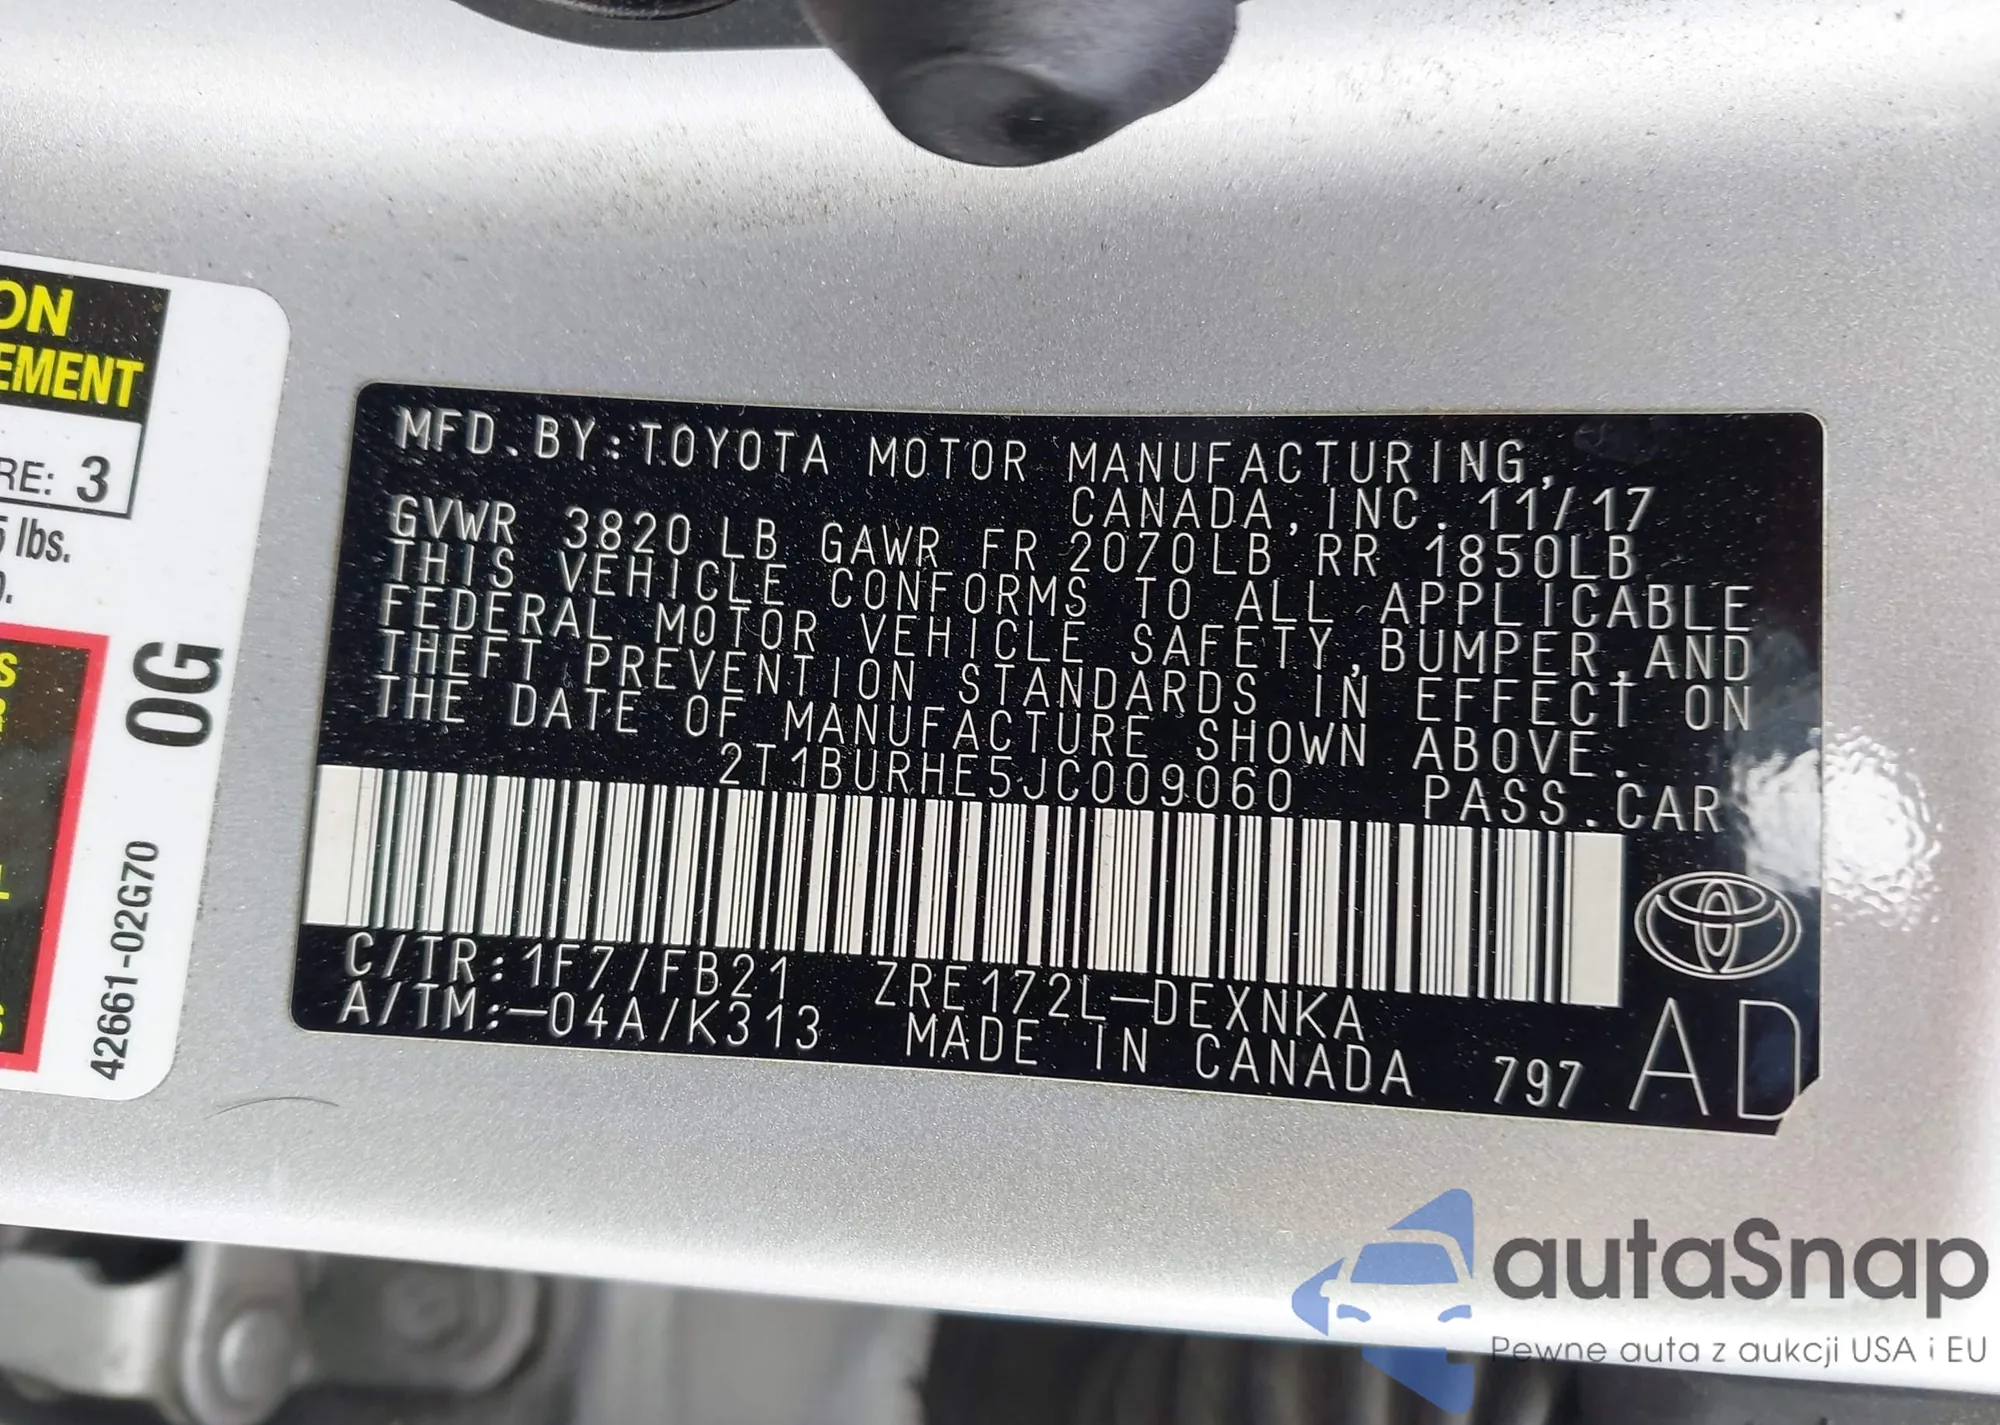 ON
EMENT
RE: 3
5 lbs.
0G
42661-02G70
MFD. BY: TOYOTA MOTOR MANUFACTURING,
CANADA, INC. 11/17
GVWR 3820 LB GAWR FR 2070LB RR 1850LB
THIS VEHICLE CONFORMS TO ALL APPLICABLE
FEDERAL MOTOR VEHICLE SAFETY, BUMPER, AND
THEFT PREVENTION STANDARDS IN EFFECT ON
THE DATE OF MANUFACTURE SHOWN ABOVE.
2T1BURHE5JC009060 PASS. CAR
C/TR: 1F7/FB21 ZRE172L-DEXNKA
A/TM:-04A/K313 MADE IN CANADA 797 AD
autaSnap
Pewne auta z aukcji USA i EU